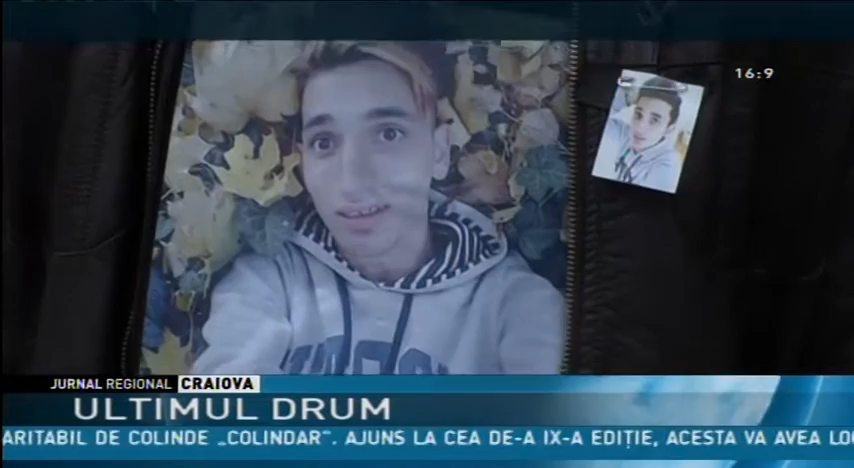 16:9
JURNAL REGIONAL CRAIOVA
ULTIMUL DRUM
ARITABIL DE COLINDE „COLINDAR". AJUNS LA CEA DE-A IX-A EDIȚIE, ACESTA VA AVEA LO